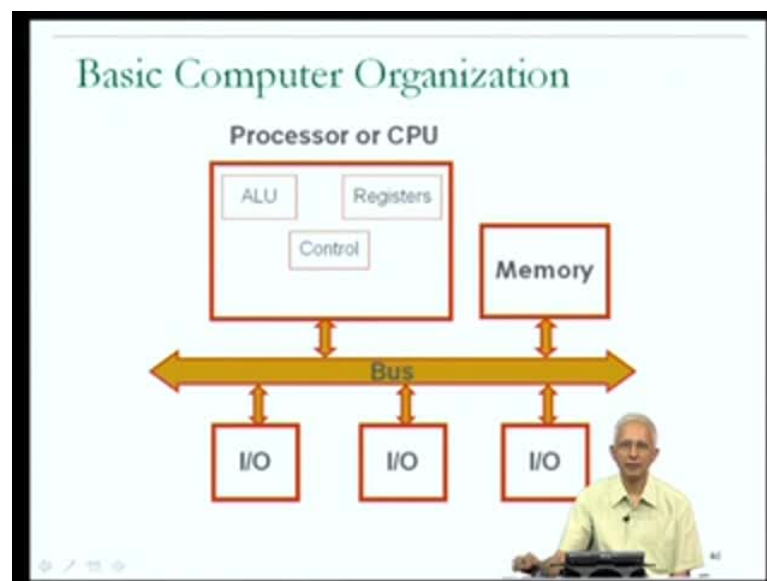 Basic Computer Organization
Processor or CPU
ALU
Registers
Control
Memory
Bus
I/O
I/O
I/O